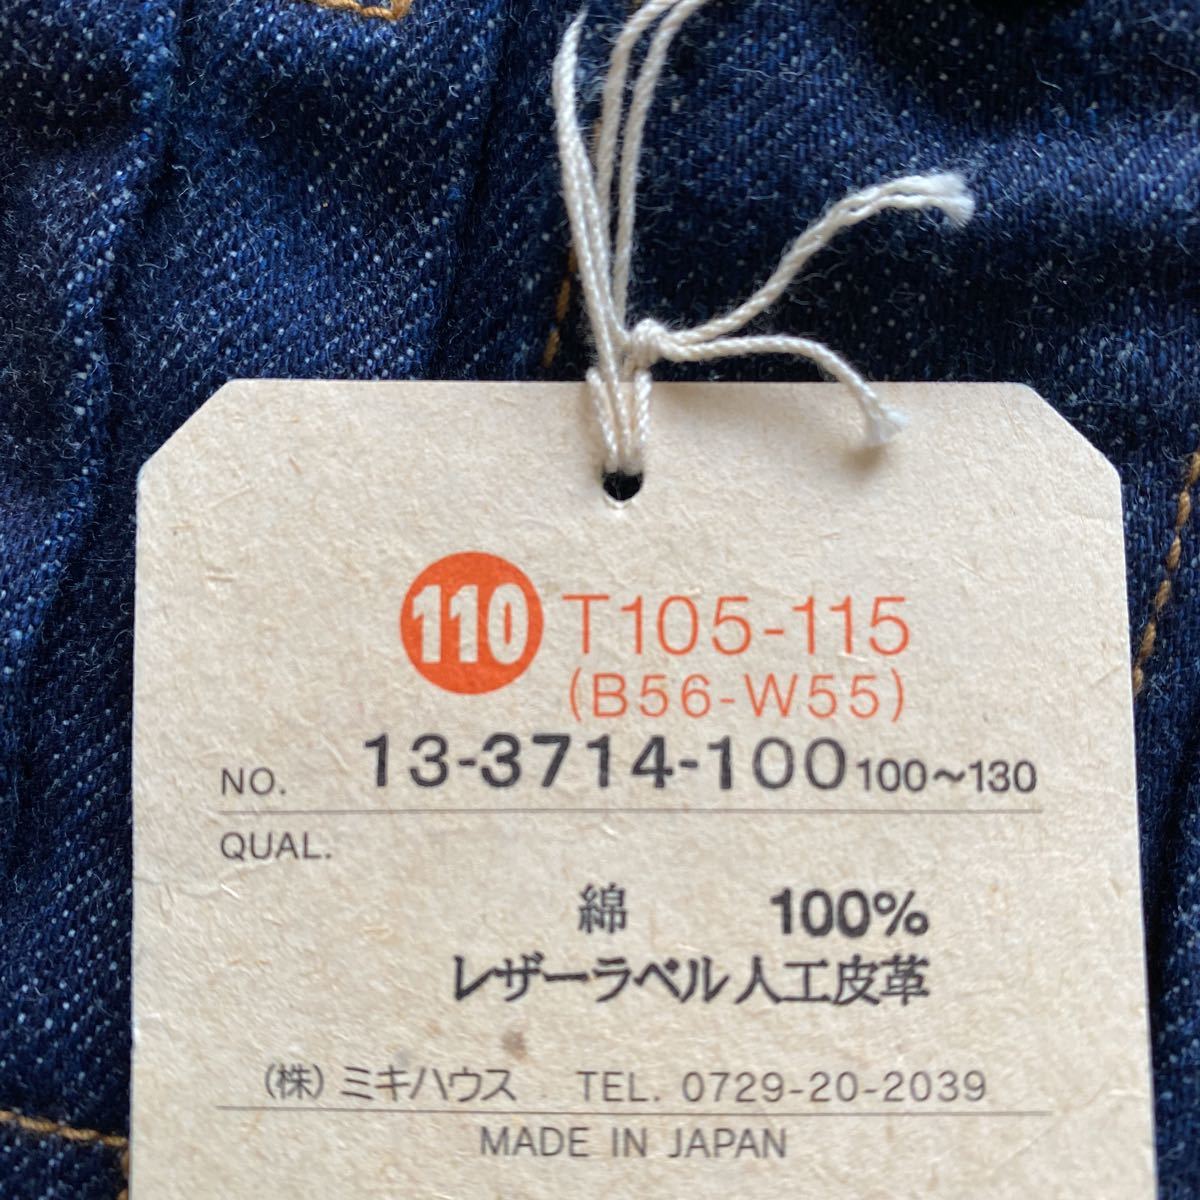 110 T105-115
(B56-W55)
NO. 13-3714-100 100~130
QUAL.
綿 100%
レザーラベル人工皮革
(株)ミキハウス TEL. 0729-20-2039
MADE IN JAPAN